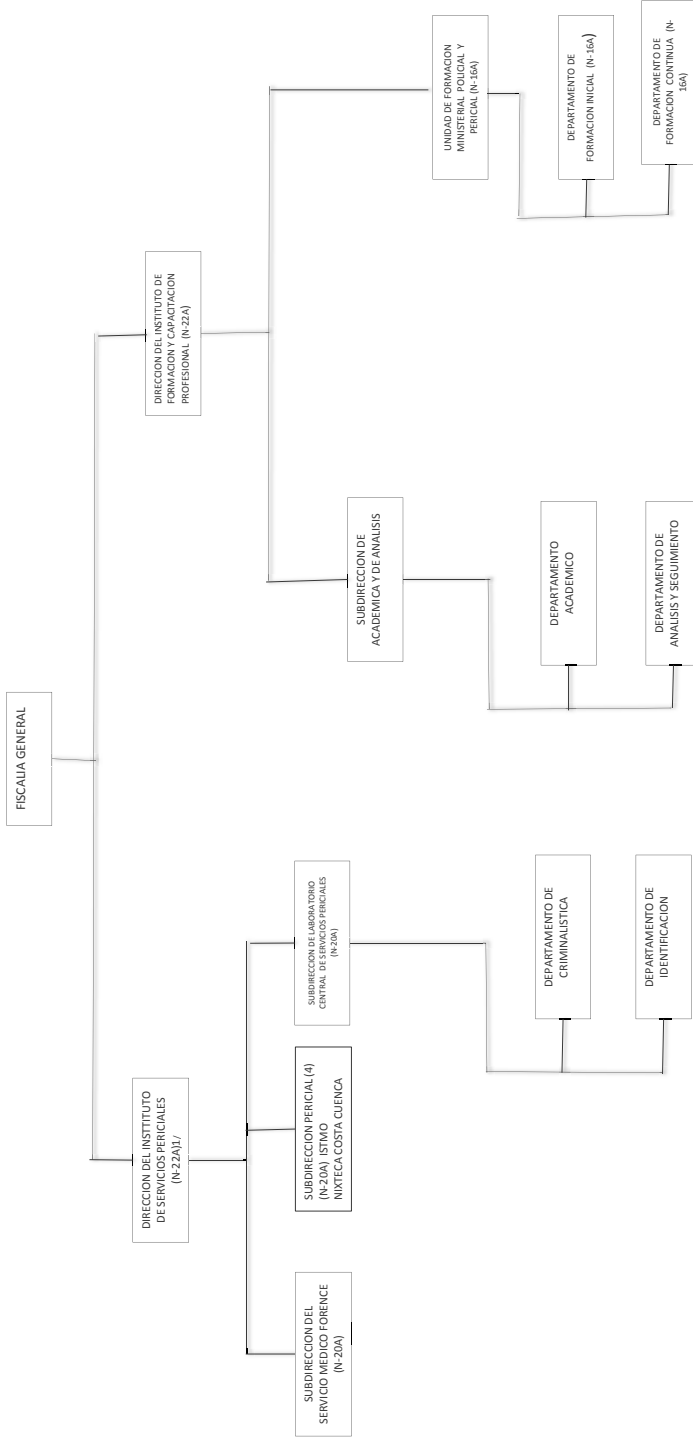 FISCALIA GENERAL
DIRECCION DEL INSTTITUTO
DE SERVICIOS PERICIALES
(N-22A)1/
DIRECCION DEL INSTITUTO DE
FORMACION Y CAPACITACION
PROFESIONAL (N-22A)
SUBDIRECCION DEL
SERVICIO MEDICO FORENCE
(N-20A)
SUBDIRECCION PERICIAL (4)
(N-20A) ISTMO
NIXTECA COSTA CUENCA
SUBDIRECCION DE LABORATORIO
CENTRAL DE SERVICIOS PERICIALES
(N-20A)
SUBDIRECCION DE
ACADEMICA Y DE ANALISIS
UNIDAD DE FORMACION
MINISTERIAL POLICIAL Y
PERICIAL (N-16A)
DEPARTAMENTO DE
CRIMINALISTICA
DEPARTAMENTO DE
IDENTIFICACION
DEPARTAMENTO
ACADEMICO
DEPARTAMENTO DE
ANALISIS Y SEGUIMIENTO
DEPARTAMENTO DE
FORMACION INICIAL (N-16A)
DEPARTAMENTO DE
FORMACION CONTINUA (N-
16A)